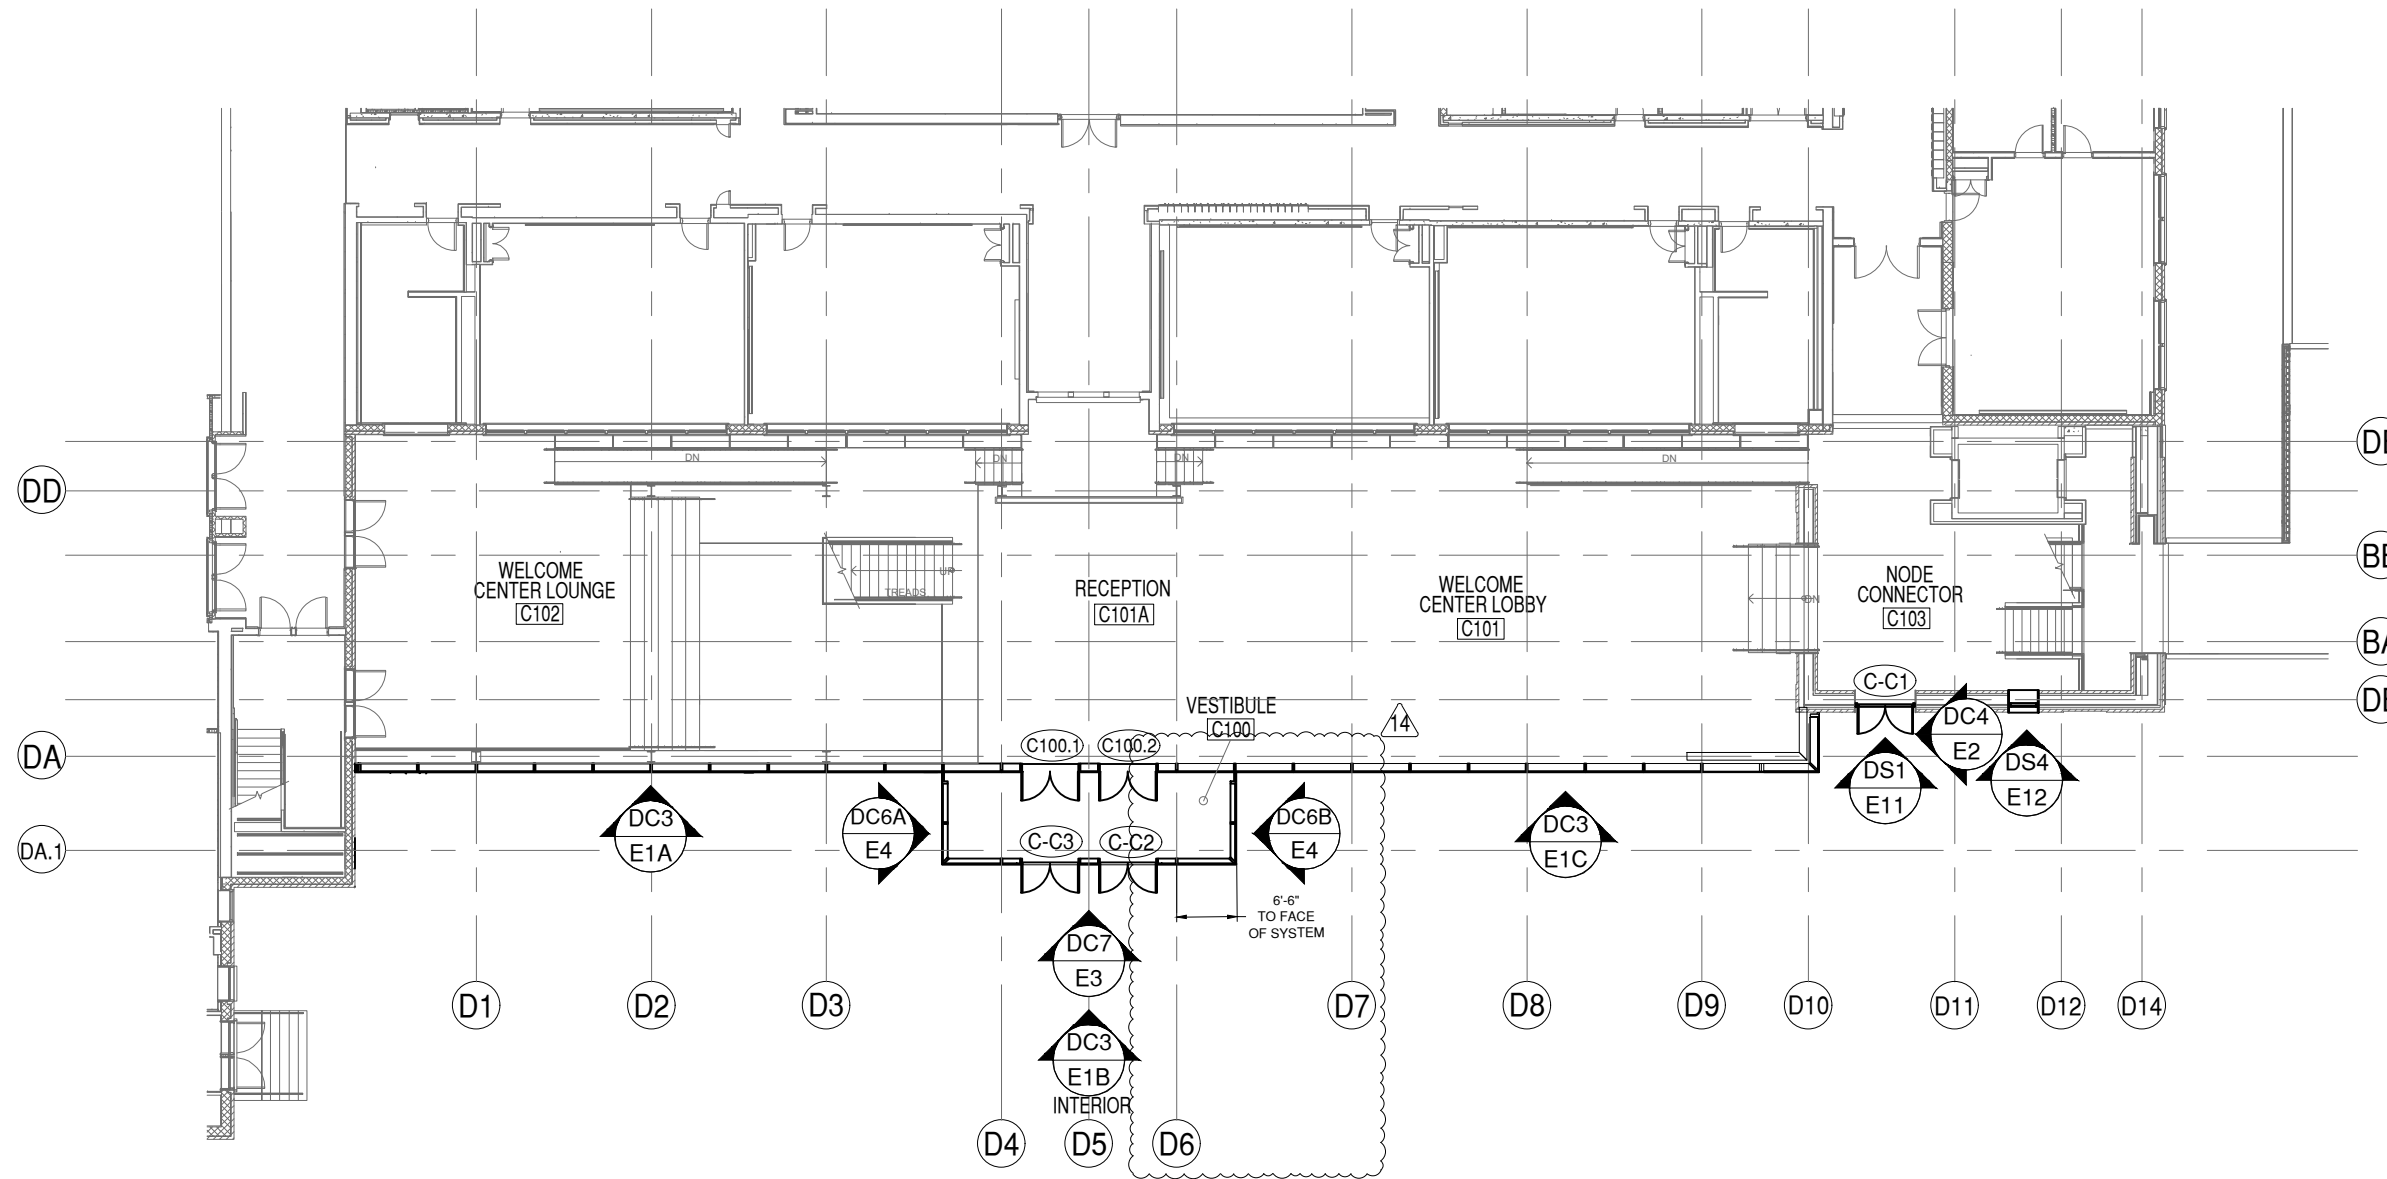 DN
DN
DN
DN
DD
DE
BE
UP
TREADS
WELCOME
CENTER LOUNGE
C102
RECEPTION
C101A
WELCOME
CENTER LOBBY
C101
DN
NODE
CONNECTOR
C103
C-C1
VESTIBULE
C100
14
C100.1
C100.2
DA
DC4
E2
DS1
E11
DS4
E12
DC3
E1A
DC6A
E4
C-C3
C-C2
DC6B
E4
DC3
E1C
DA.1
6'-6"
TO FACE
OF SYSTEM
DC7
E3
D1
D2
D3
D7
D8
D9
D10
D11
D12
D14
DC3
E1B
INTERIOR
D4
D5
D6